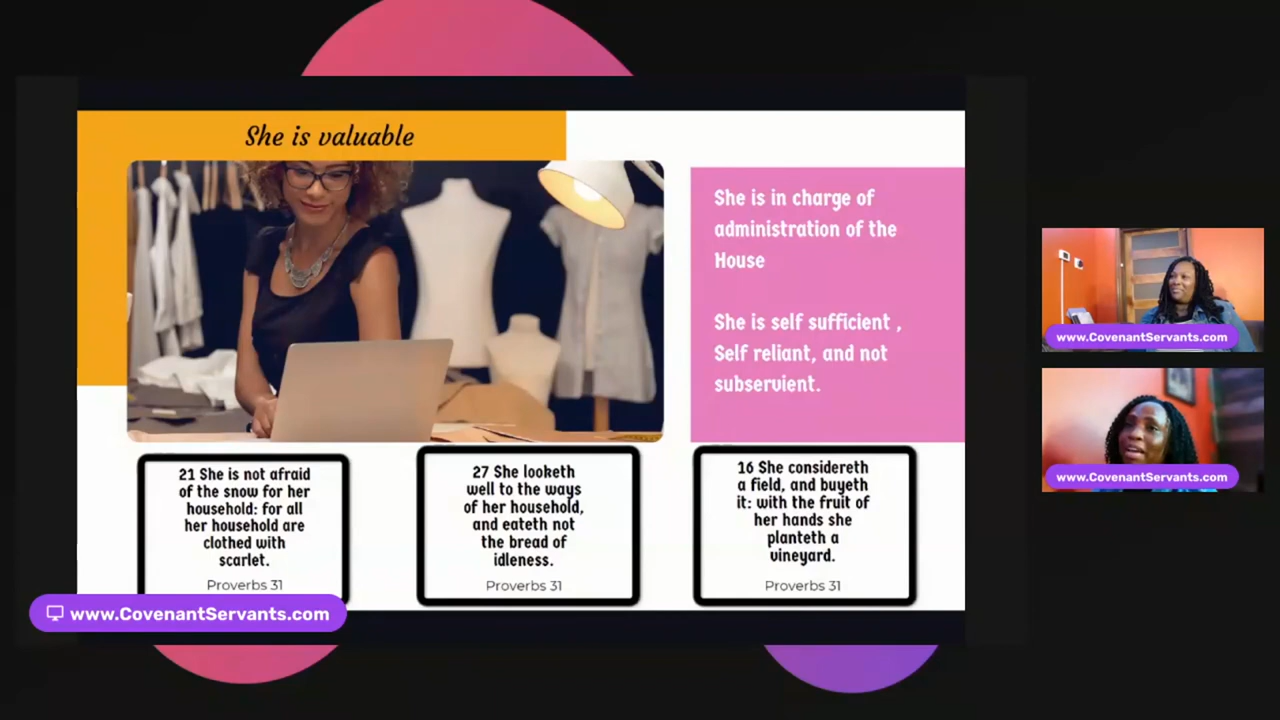 She is valuable
She is in charge of
administration of the
House
She is self sufficient ,
Self reliant, and not
subservient.
21 She is not afraid
of the snow for her
household: for all
her household are
clothed with
scarlet.
Proverbs 31
27 She looketh
well to the ways
of her household,
and eateth not
the bread of
idleness.
Proverbs 31
16 She considereth
a field, and buyeth
it: with the fruit of
her hands she
planteth a
vineyard.
Proverbs 31
www.CovenantServants.com
www.CovenantServants.com
www.CovenantServants.com